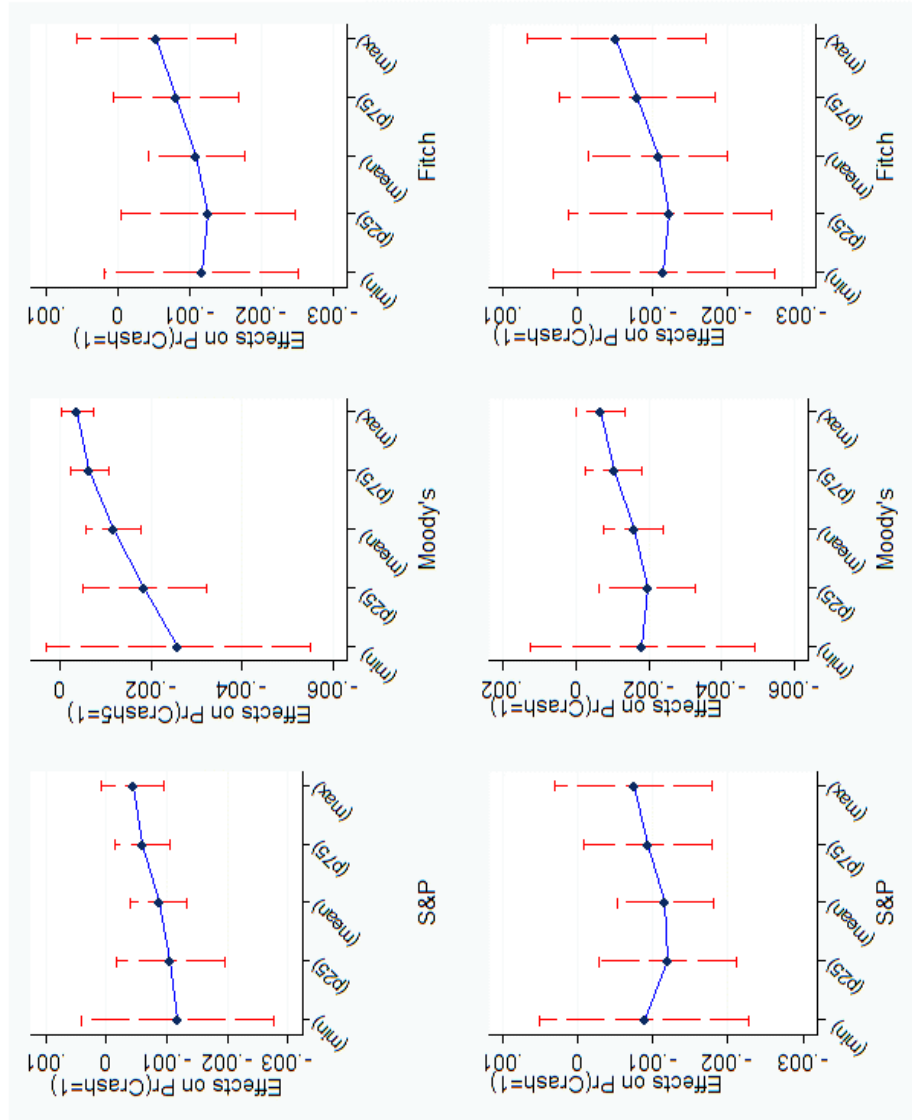 Effects on Pr(Crash=1)
.001
0
-.001
-.002
-.003
(min)
(p25)
(mean)
(p75)
(max)
S&P
Effects on Pr(Crash5=1)
0
-.002
-.004
-.006
(min)
(p25)
(mean)
(p75)
(max)
Moody's
Effects on Pr(Crash=1)
.001
0
-.001
-.002
-.003
(min)
(p25)
(mean)
(p75)
(max)
Fitch
Effects on Pr(Crash=1)
.001
0
-.001
-.002
-.003
(min)
(p25)
(mean)
(p75)
(max)
S&P
Effects on Pr(Crash=1)
.002
0
-.002
-.004
-.006
(min)
(p25)
(mean)
(p75)
(max)
Moody's
Effects on Pr(Crash=1)
.001
0
-.001
-.002
-.003
(min)
(p25)
(mean)
(p75)
(max)
Fitch